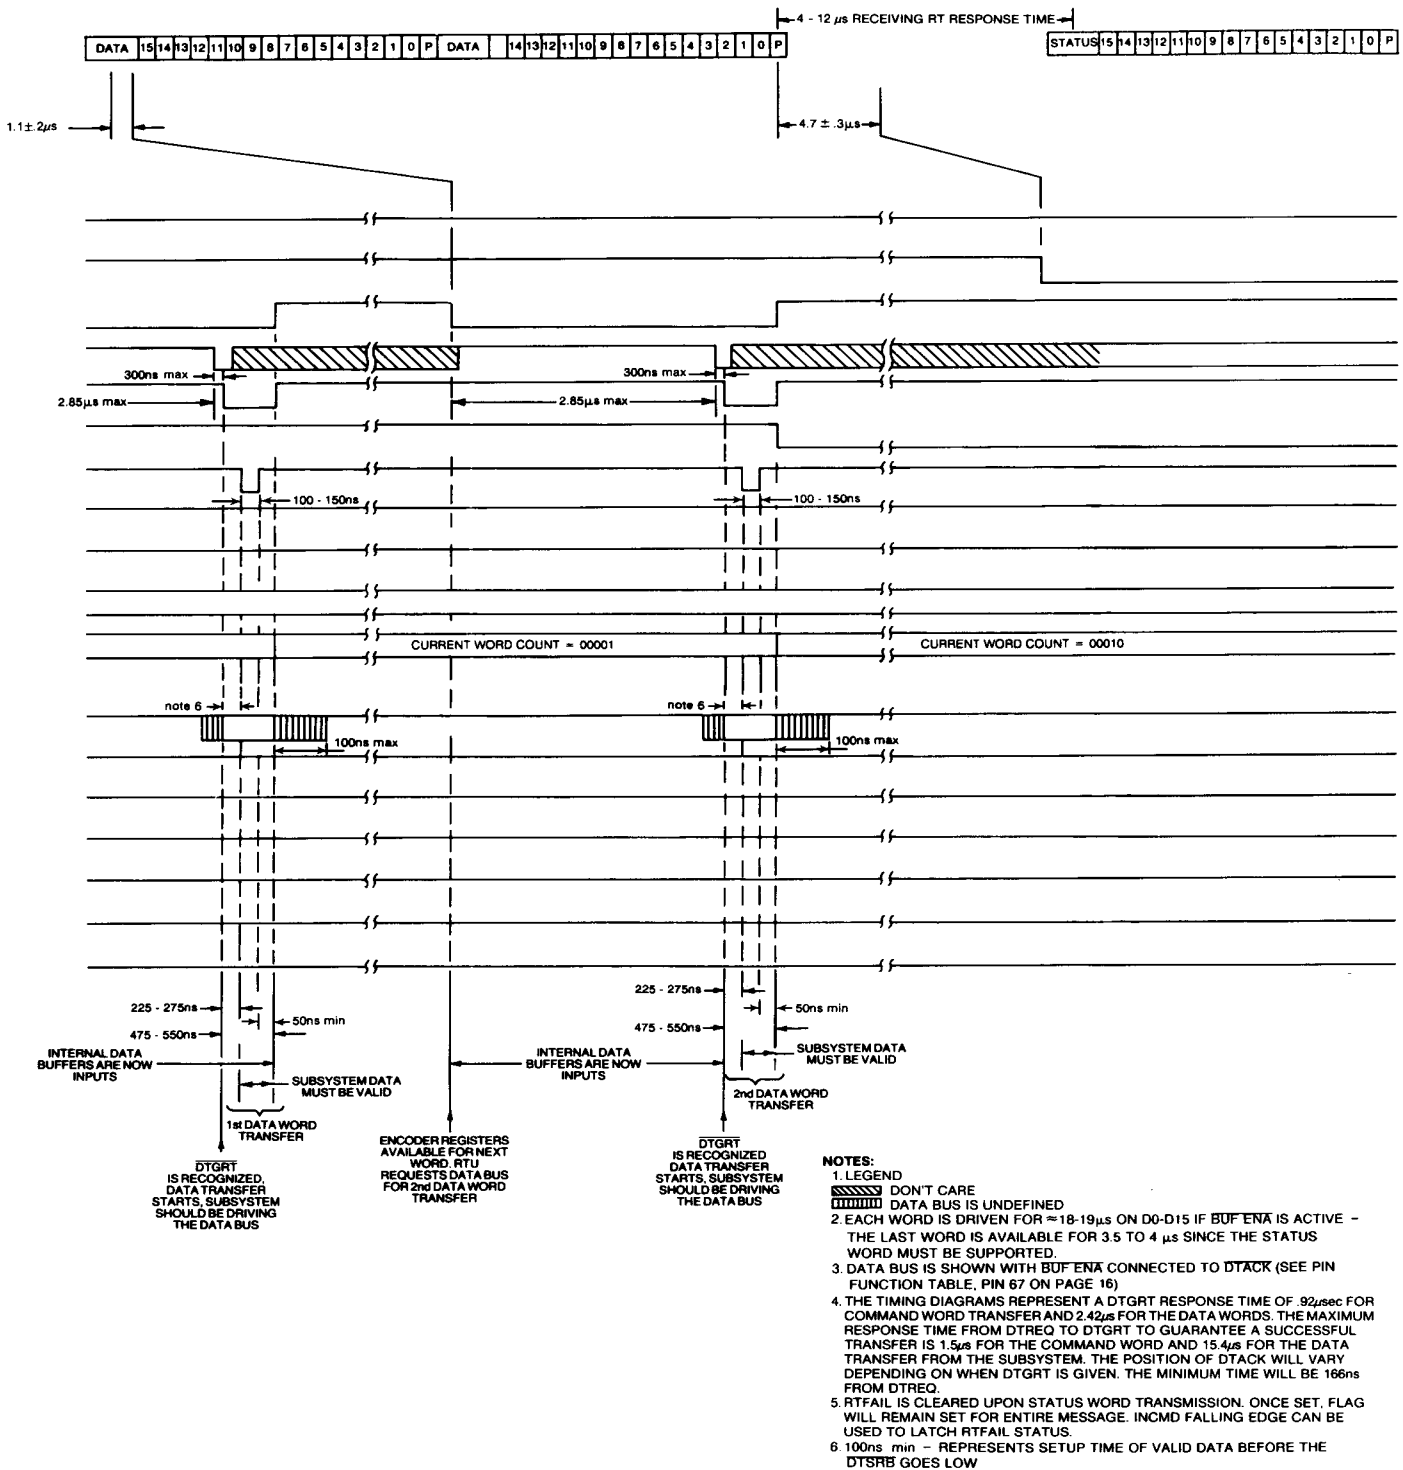 4 - 12 µs RECEIVING RT RESPONSE TIME
DATA 15 14 13 12 11 10 9 8 7 6 5 4 3 2 1 0 P DATA 14 13 12 11 10 9 8 7 6 5 4 3 2 1 0 P
STATUS 15 14 13 12 11 10 9 8 7 6 5 4 3 2 1 0 P
1.1±.2µs
4.7 ± .3µs
300ns max
300ns max
2.85µs max
2.85µs max
100 - 150ns
100 - 150ns
CURRENT WORD COUNT = 00001
CURRENT WORD COUNT = 00010
note 6
note 6
100ns max
100ns max
225 - 275ns
50ns min
475 - 550ns
225 - 275ns
50ns min
475 - 550ns
INTERNAL DATA
BUFFERS ARE NOW
INPUTS
SUBSYSTEM DATA
MUST BE VALID
1st DATA WORD
TRANSFER
INTERNAL DATA
BUFFERS ARE NOW
INPUTS
SUBSYSTEM DATA
MUST BE VALID
2nd DATA WORD
TRANSFER
DTGRT
IS RECOGNIZED,
DATA TRANSFER
STARTS, SUBSYSTEM
SHOULD BE DRIVING
THE DATA BUS
ENCODER REGISTERS
AVAILABLE FOR NEXT
WORD. RTU
REQUESTS DATA BUS
FOR 2nd DATA WORD
TRANSFER
DTGRT
IS RECOGNIZED
DATA TRANSFER
STARTS, SUBSYSTEM
SHOULD BE DRIVING
THE DATA BUS
NOTES:
1. LEGEND
DON'T CARE
DATA BUS IS UNDEFINED
2. EACH WORD IS DRIVEN FOR ≈18-19µs ON D0-D15 IF BUF ENA IS ACTIVE –
THE LAST WORD IS AVAILABLE FOR 3.5 TO 4 µs SINCE THE STATUS
WORD MUST BE SUPPORTED.
3. DATA BUS IS SHOWN WITH BUF ENA CONNECTED TO DTACK (SEE PIN
FUNCTION TABLE, PIN 67 ON PAGE 16)
4. THE TIMING DIAGRAMS REPRESENT A DTGRT RESPONSE TIME OF .92µsec FOR
COMMAND WORD TRANSFER AND 2.42µs FOR THE DATA WORDS. THE MAXIMUM
RESPONSE TIME FROM DTREQ TO DTGRT TO GUARANTEE A SUCCESSFUL
TRANSFER IS 1.5µs FOR THE COMMAND WORD AND 15.4µs FOR THE DATA
TRANSFER FROM THE SUBSYSTEM. THE POSITION OF DTACK WILL VARY
DEPENDING ON WHEN DTGRT IS GIVEN. THE MINIMUM TIME WILL BE 166ns
FROM DTREQ.
5. RTFAIL IS CLEARED UPON STATUS WORD TRANSMISSION. ONCE SET, FLAG
WILL REMAIN SET FOR ENTIRE MESSAGE. INCMD FALLING EDGE CAN BE
USED TO LATCH RTFAIL STATUS.
6. 100ns min – REPRESENTS SETUP TIME OF VALID DATA BEFORE THE
DTSRB GOES LOW